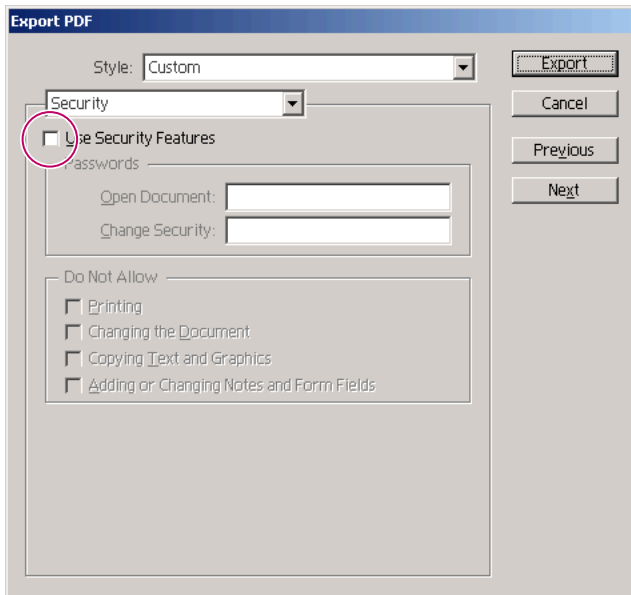 Export PDF
Style: Custom
Export
Security
Cancel
Use Security Features
Previous
Passwords
Open Document:
Next
Change Security:
Do Not Allow
Printing
Changing the Document
Copying Text and Graphics
Adding or Changing Notes and Form Fields